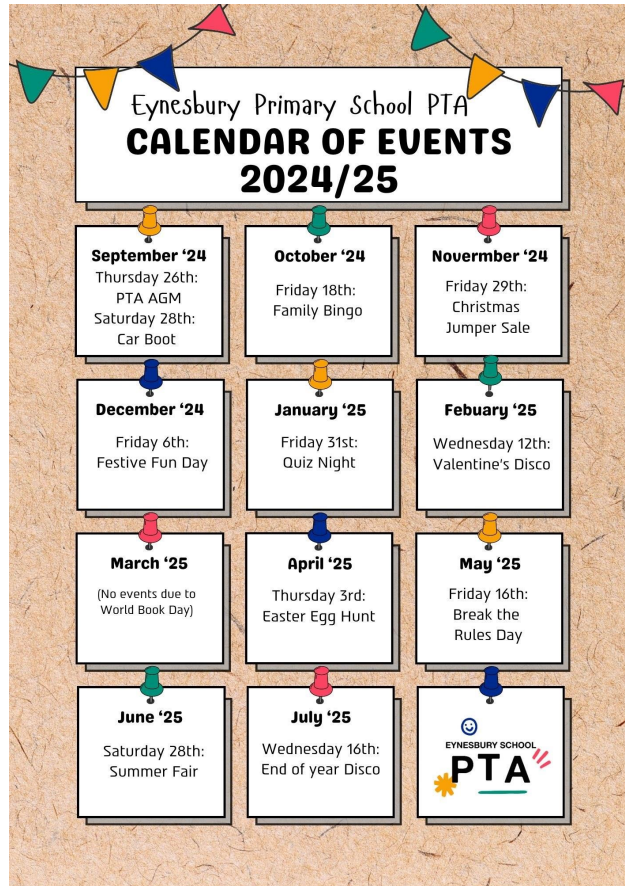 Eynesbury Primary School PTA
CALENDAR OF EVENTS
2024/25
September ‘24
Thursday 26th:
PTA AGM
Saturday 28th:
Car Boot
October ‘24
Friday 18th:
Family Bingo
Novermber ‘24
Friday 29th:
Christmas
Jumper Sale
December ‘24
Friday 6th:
Festive Fun Day
January ‘25
Friday 31st:
Quiz Night
Febuary ‘25
Wednesday 12th:
Valentine's Disco
March ‘25
(No events due to
World Book Day)
April ‘25
Thursday 3rd:
Easter Egg Hunt
May ‘25
Friday 16th:
Break the
Rules Day
June ‘25
Saturday 28th:
Summer Fair
July ‘25
Wednesday 16th:
End of year Disco
EYNESBURY SCHOOL
PTA